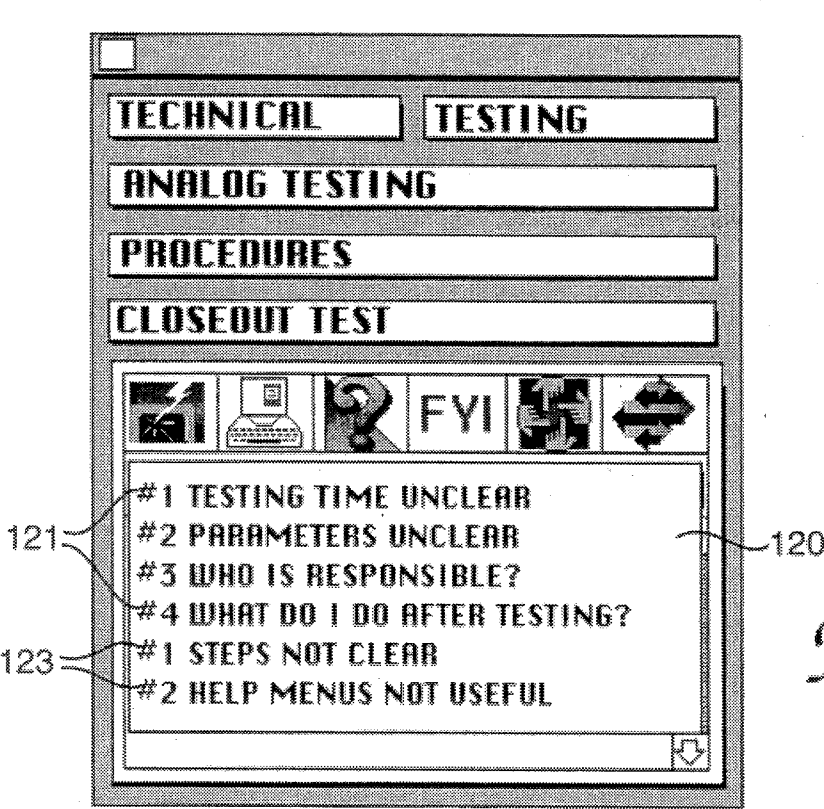 TECHNICAL TESTING
ANALOG TESTING
PROCEDURES
CLOSEOUT TEST
FYI
#1 TESTING TIME UNCLEAR
#2 PARAMETERS UNCLEAR
#3 WHO IS RESPONSIBLE?
#4 WHAT DO I DO AFTER TESTING?
#1 STEPS NOT CLEAR
#2 HELP MENUS NOT USEFUL
121
120
123